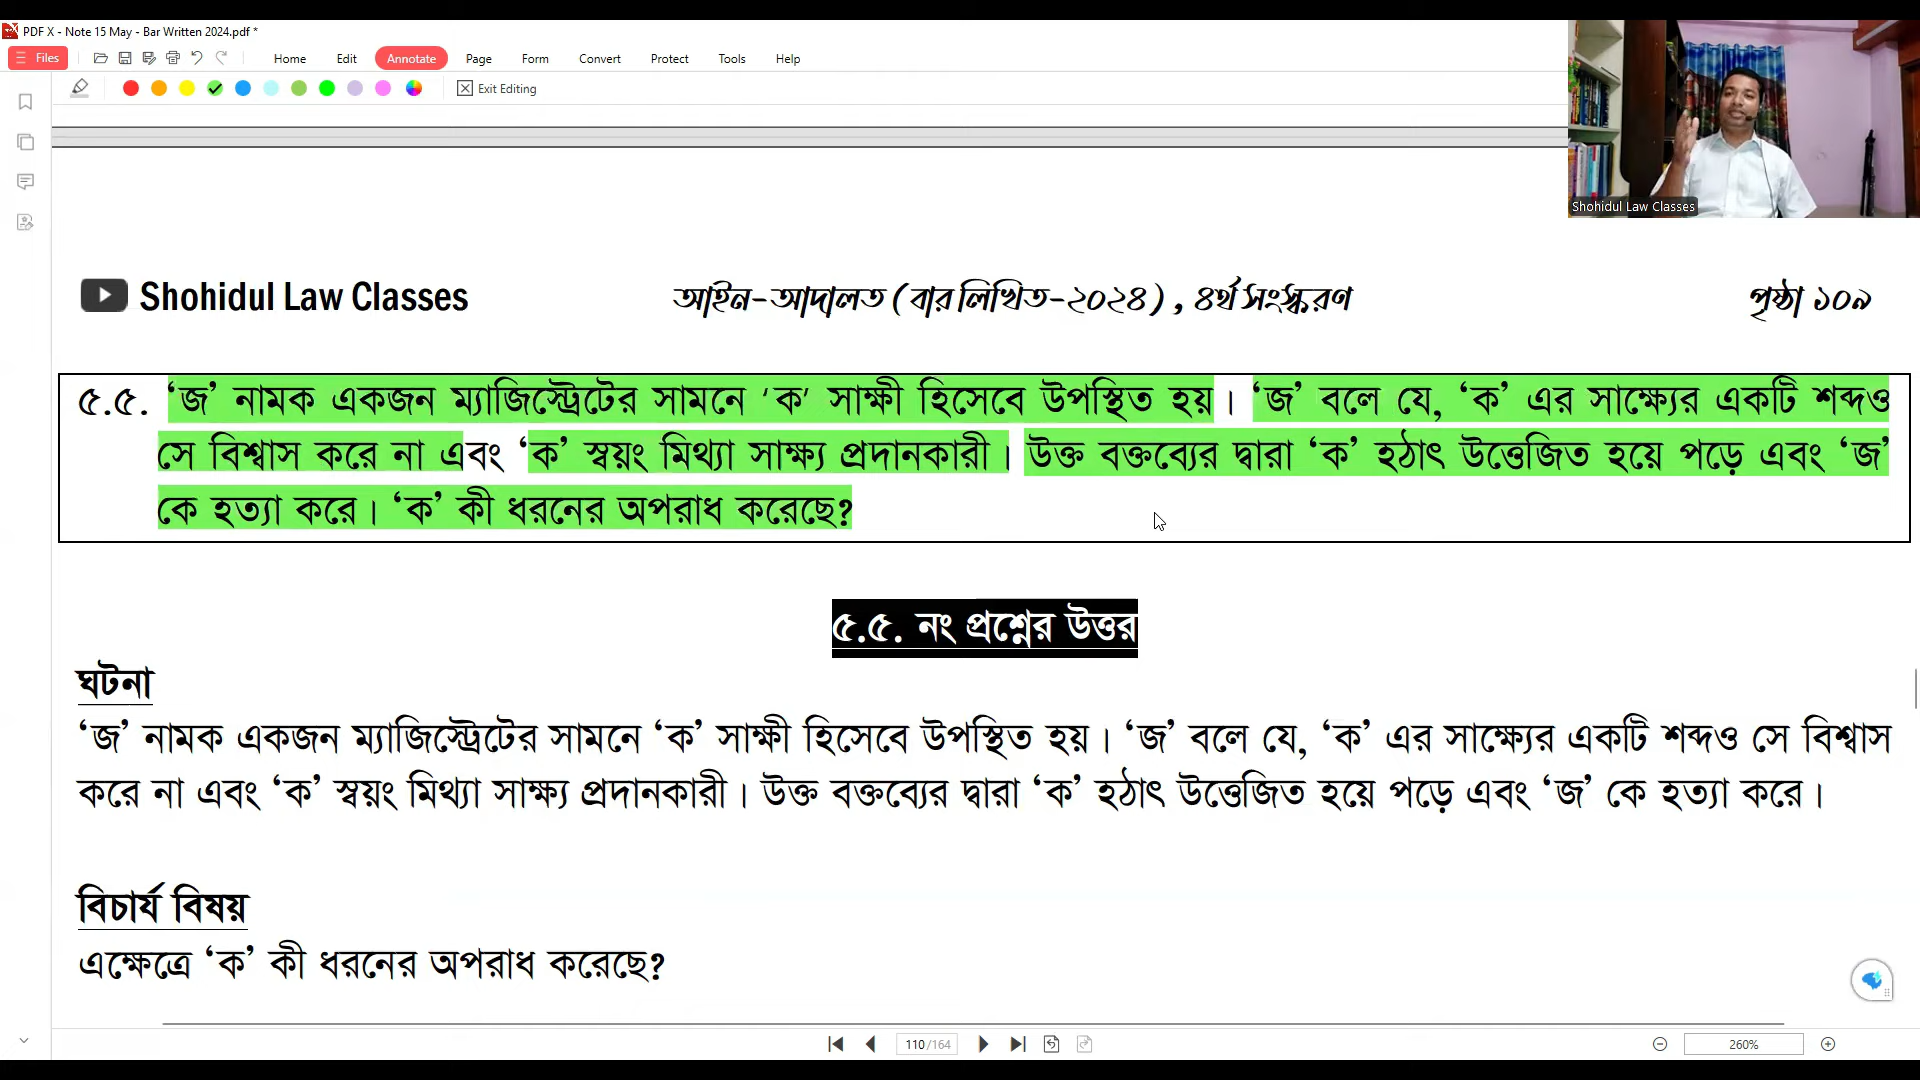 PDF X - Note 15 May - Bar Written 2024.pdf *
Files Home Edit Annotate Page Form Convert Protect Tools Help
Exit Editing
Shohidul Law Classes
Shohidul Law Classes আইন-আদালত (বার লিখিত-২০২৪), ৪র্থ সংস্করণ পৃষ্ঠা ১০৯
৫.৫. ‘জ’ নামক একজন ম্যাজিস্ট্রেটের সামনে ‘ক’ সাক্ষী হিসেবে উপস্থিত হয়। ‘জ’ বলে যে, ‘ক’ এর সাক্ষ্যের একটি শব্দও
সে বিশ্বাস করে না এবং ‘ক’ স্বয়ং মিথ্যা সাক্ষ্য প্রদানকারী। উক্ত বক্তব্যের দ্বারা ‘ক’ হঠাৎ উত্তেজিত হয়ে পড়ে এবং ‘জ’
কে হত্যা করে। ‘ক’ কী ধরনের অপরাধ করেছে?
৫.৫. নং প্রশ্নের উত্তর
ঘটনা
‘জ’ নামক একজন ম্যাজিস্ট্রেটের সামনে ‘ক’ সাক্ষী হিসেবে উপস্থিত হয়। ‘জ’ বলে যে, ‘ক’ এর সাক্ষ্যের একটি শব্দও সে বিশ্বাস
করে না এবং ‘ক’ স্বয়ং মিথ্যা সাক্ষ্য প্রদানকারী। উক্ত বক্তব্যের দ্বারা ‘ক’ হঠাৎ উত্তেজিত হয়ে পড়ে এবং ‘জ’ কে হত্যা করে।
বিচার্য বিষয়
এক্ষেত্রে ‘ক’ কী ধরনের অপরাধ করেছে?
110 /164 260%